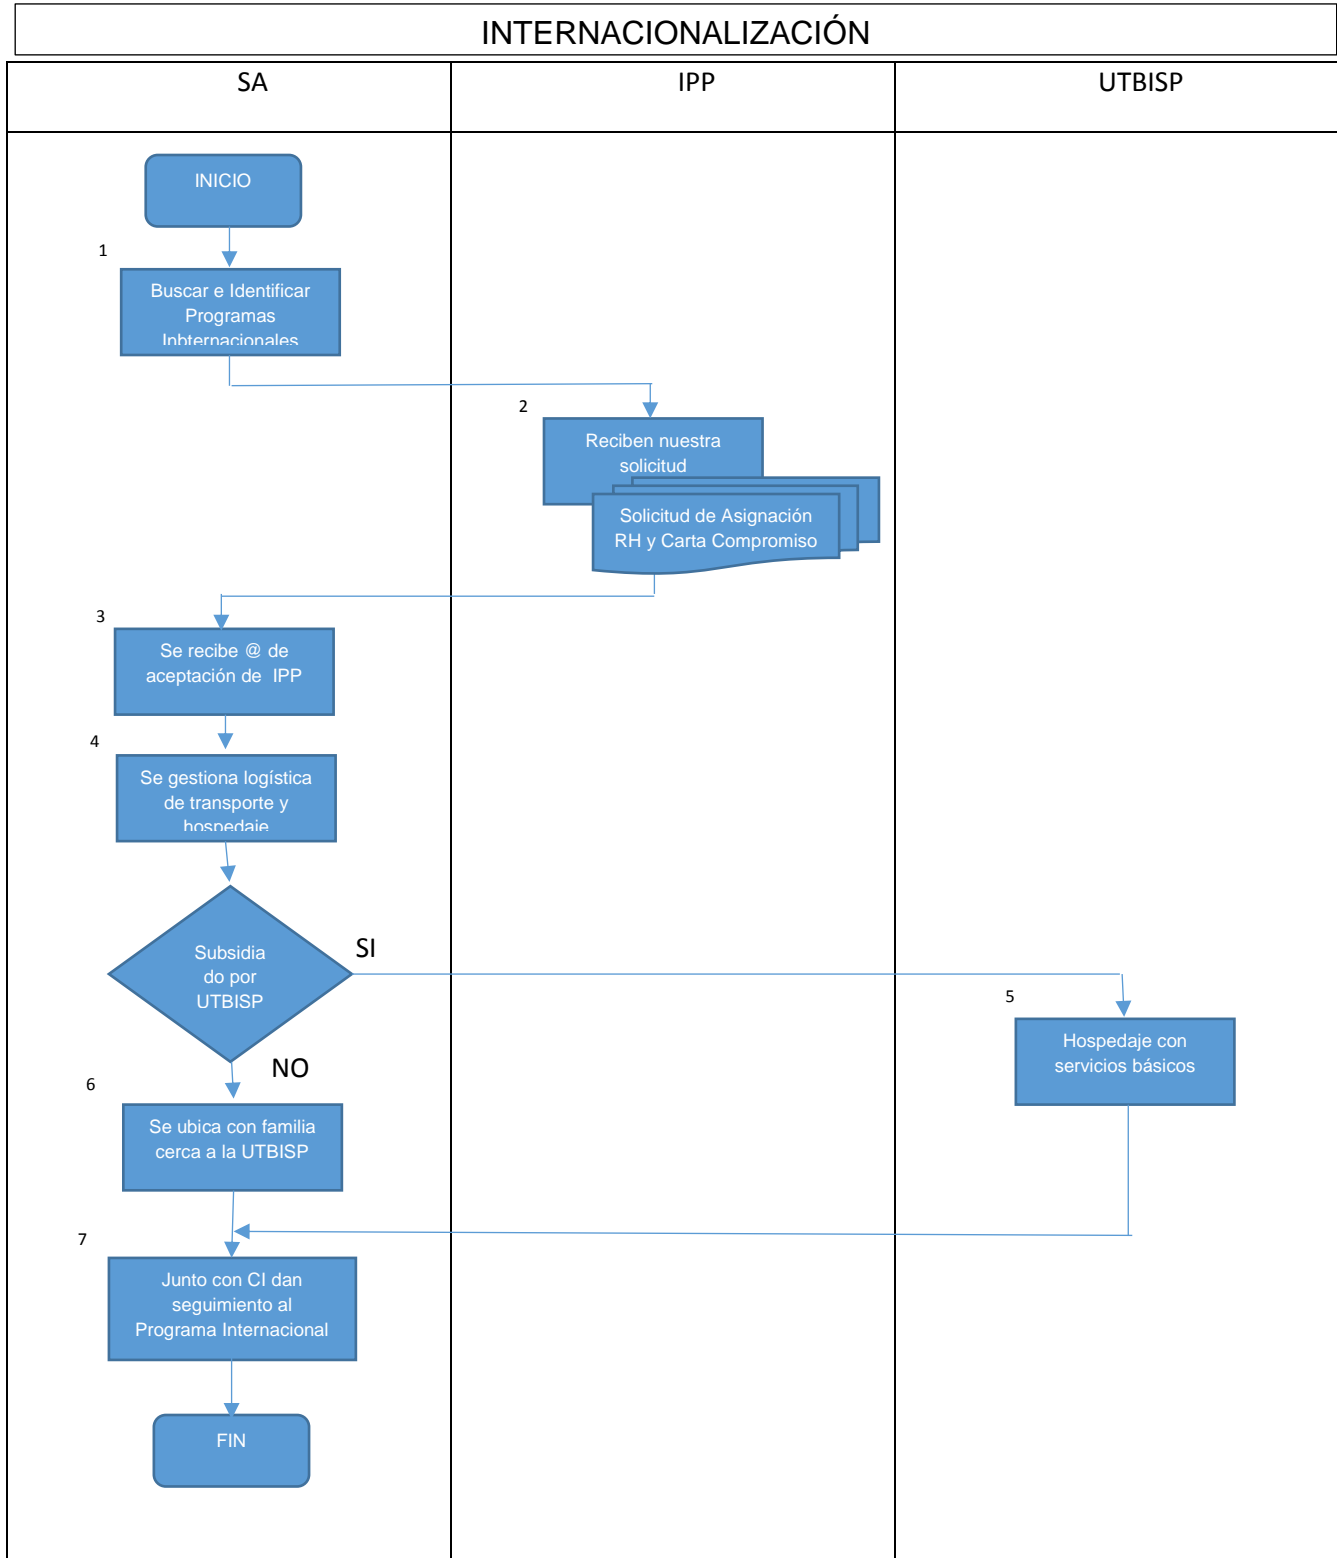 INTERNACIONALIZACIÓN
SA
IPP
UTBISP
INICIO
1
Buscar e Identificar
Programas
Inbternacionales
2
Reciben nuestra
solicitud
Solicitud de Asignación
RH y Carta Compromiso
3
Se recibe @ de
aceptación de IPP
4
Se gestiona logística
de transporte y
hospedaje
Subsidia
do por
UTBISP
SI
5
Hospedaje con
servicios básicos
NO
6
Se ubica con familia
cerca a la UTBISP
7
Junto con CI dan
seguimiento al
Programa Internacional
FIN